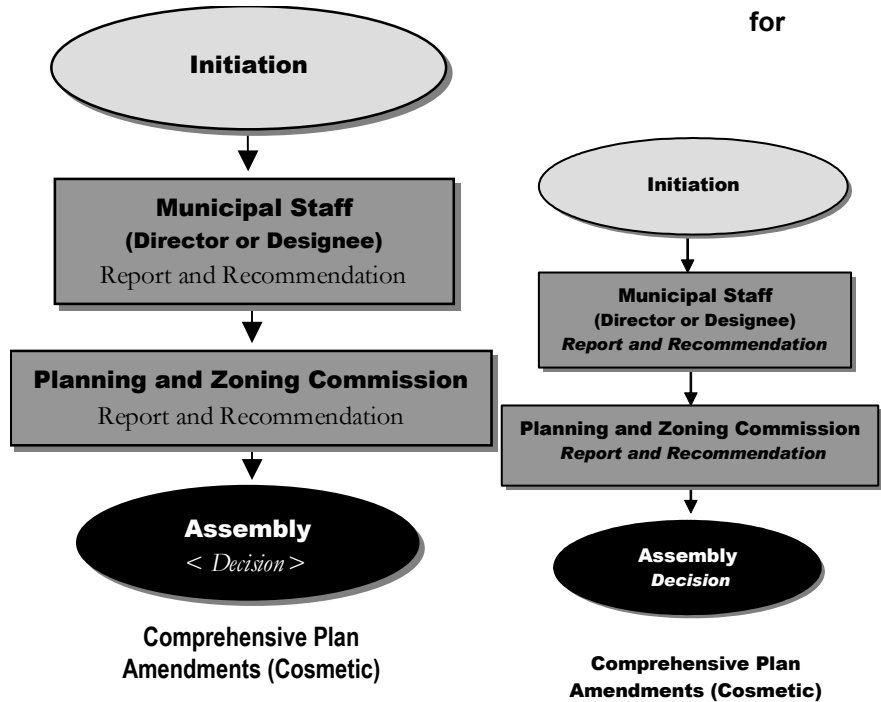 for
Initiation
Municipal Staff
(Director or Designee)
Report and Recommendation
Planning and Zoning Commission
Report and Recommendation
Assembly
< Decision >
Comprehensive Plan
Amendments (Cosmetic)
Initiation
Municipal Staff
(Director or Designee)
Report and Recommendation
Planning and Zoning Commission
Report and Recommendation
Assembly
Decision
Comprehensive Plan
Amendments (Cosmetic)